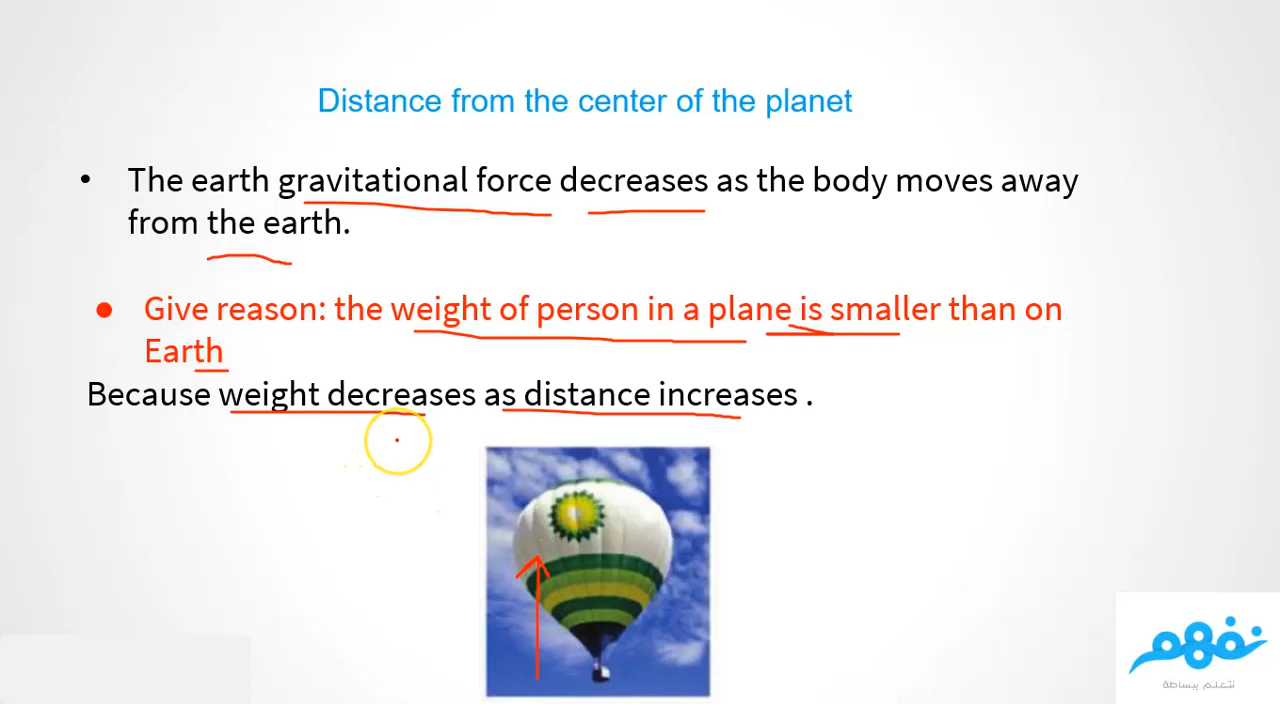 Distance from the center of the planet
• The earth gravitational force decreases as the body moves away
from the earth.
● Give reason: the weight of person in a plane is smaller than on
Earth
Because weight decreases as distance increases .
نفهم
نتعلم ببساطة